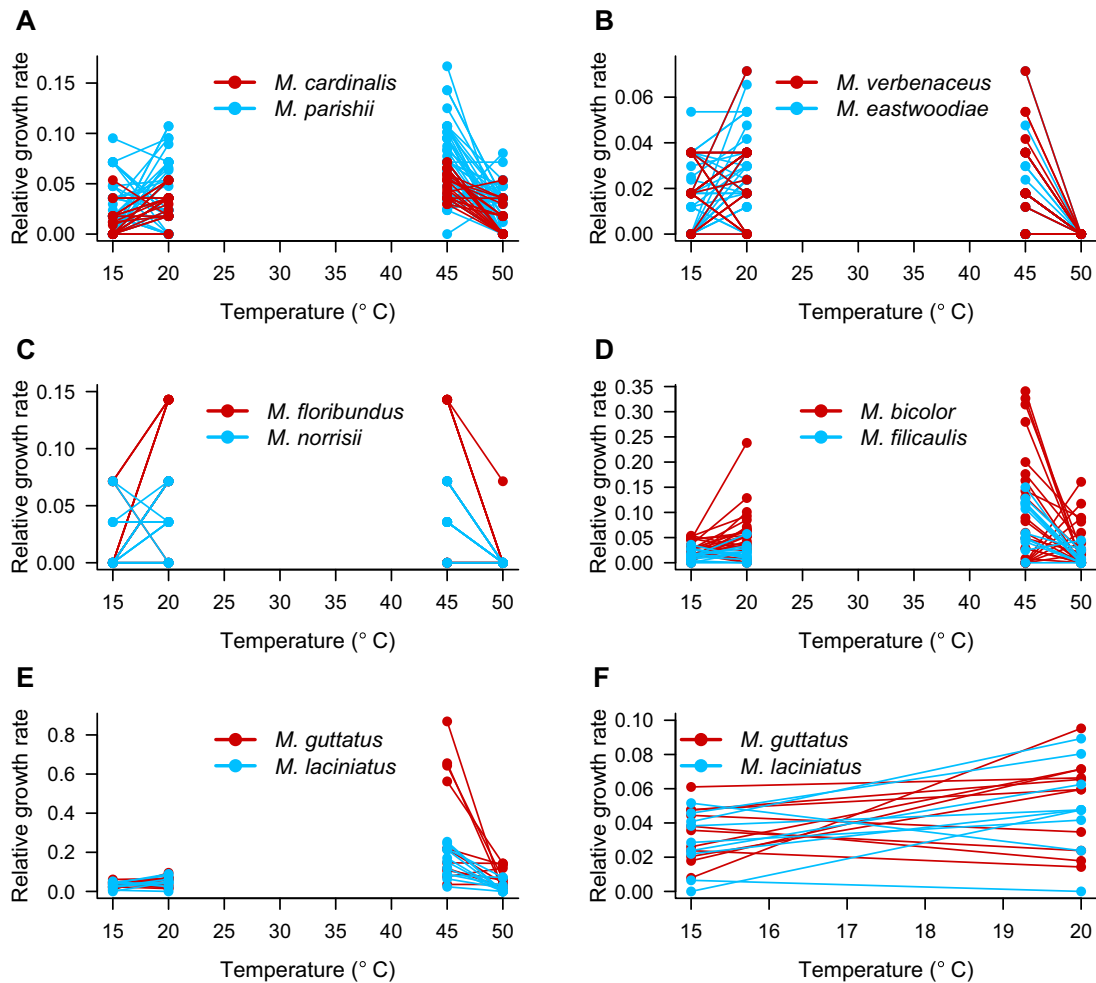 A
Relative growth rate
0.15
0.10
0.05
0.00
M. cardinalis
M. parishii
15 20 25 30 35 40 45 50
Temperature (° C)
B
Relative growth rate
0.06
0.04
0.02
0.00
M. verbenaceus
M. eastwoodiae
15 20 25 30 35 40 45 50
Temperature (° C)
C
Relative growth rate
0.15
0.10
0.05
0.00
M. floribundus
M. norrisii
15 20 25 30 35 40 45 50
Temperature (° C)
D
Relative growth rate
0.35
0.30
0.25
0.20
0.15
0.10
0.05
0.00
M. bicolor
M. filicaulis
15 20 25 30 35 40 45 50
Temperature (° C)
E
Relative growth rate
0.8
0.6
0.4
0.2
0.0
M. guttatus
M. laciniatus
15 20 25 30 35 40 45 50
Temperature (° C)
F
Relative growth rate
0.10
0.08
0.06
0.04
0.02
0.00
M. guttatus
M. laciniatus
15 16 17 18 19 20
Temperature (° C)